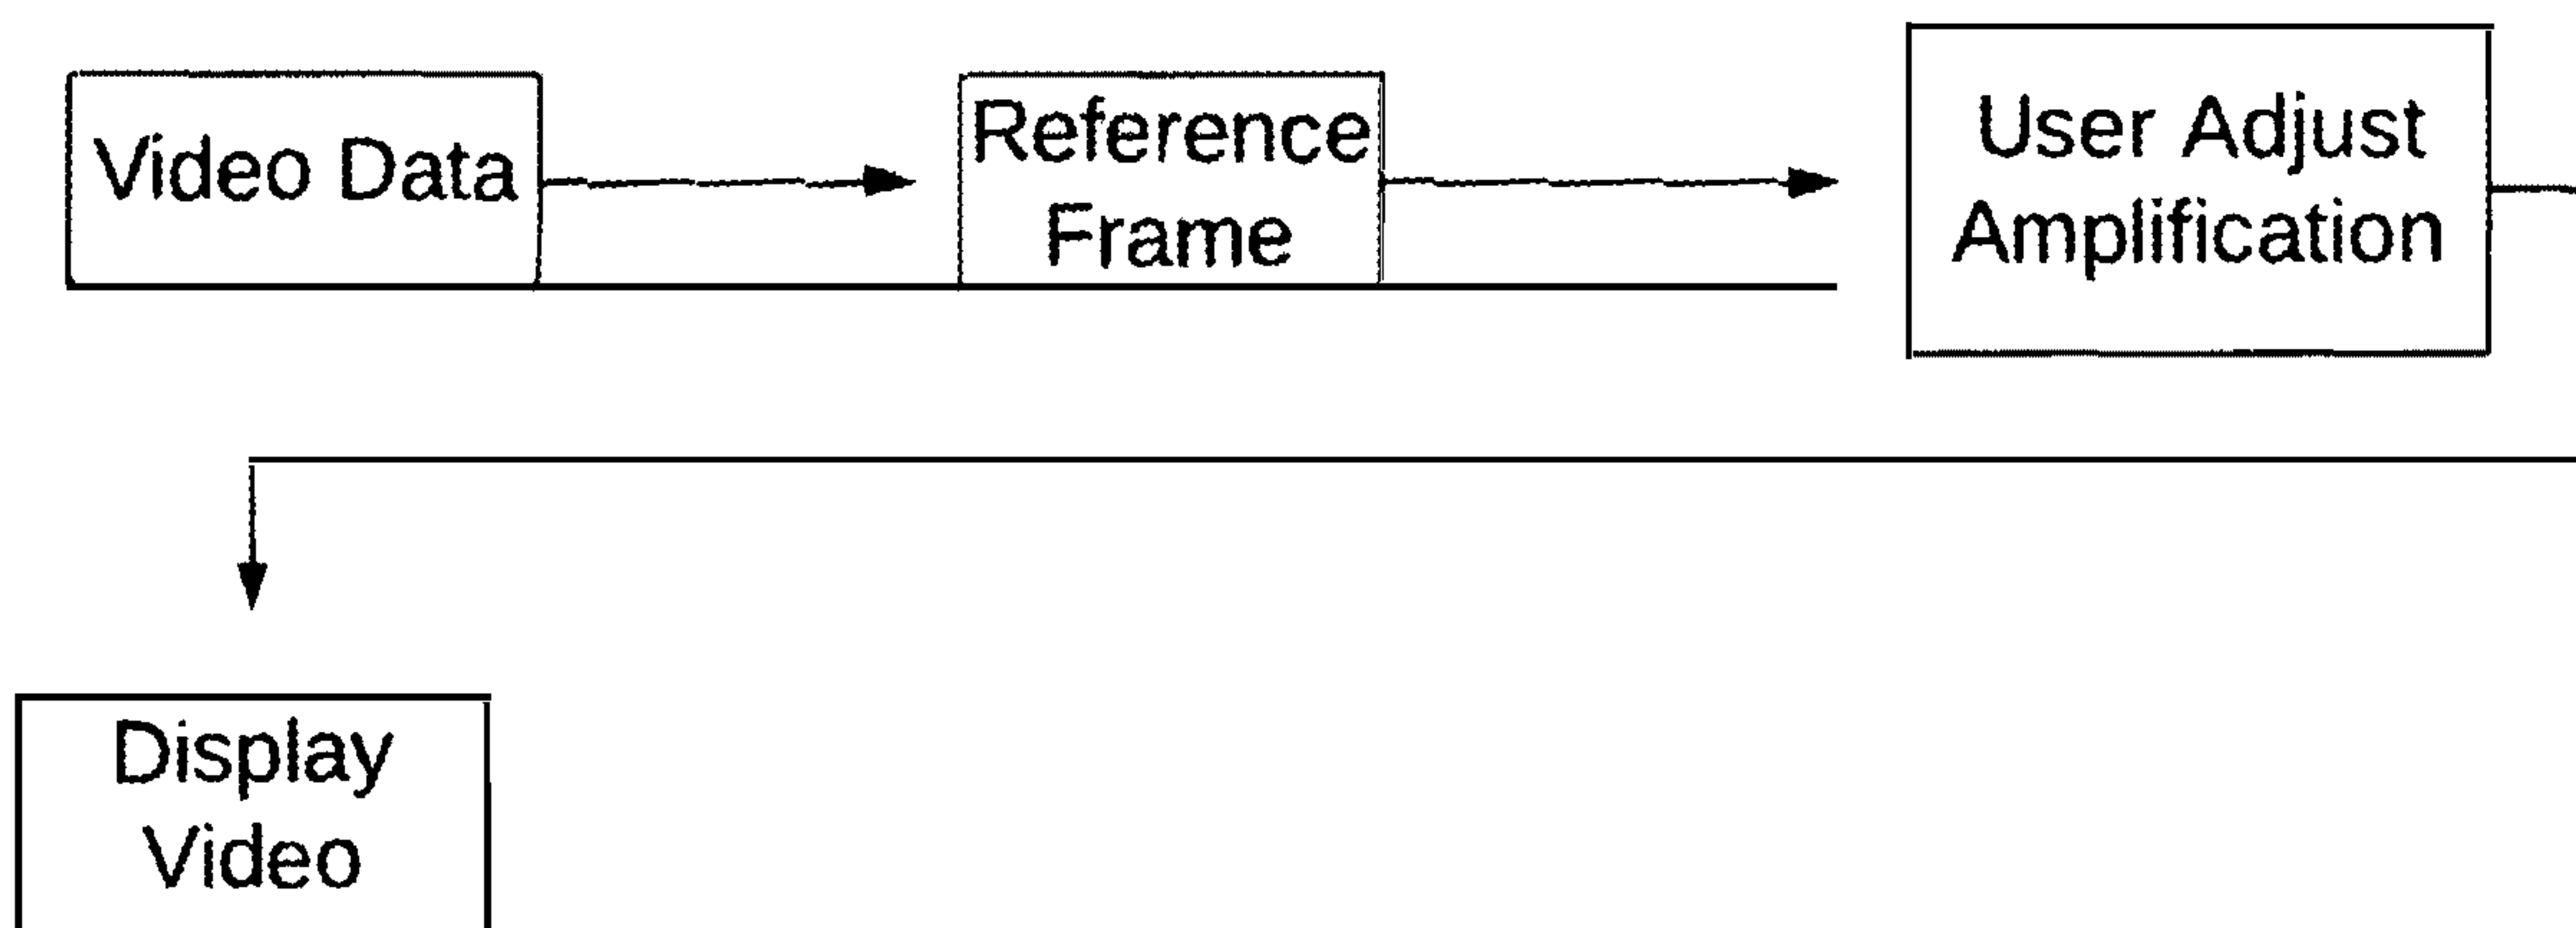 Video Data
Reference
Frame
User Adjust
Amplification
Display
Video